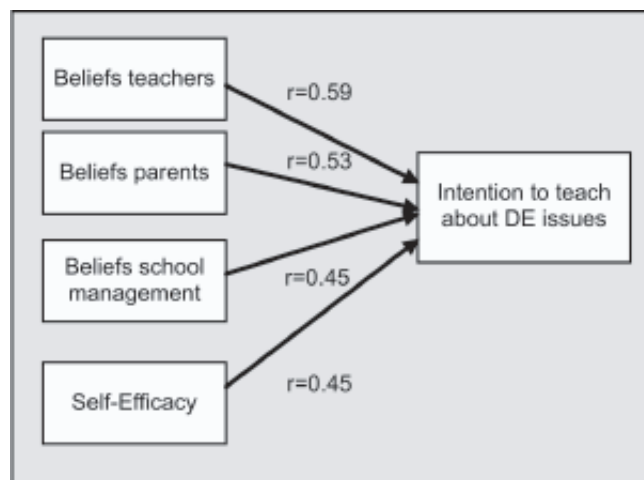 Beliefs teachers
r=0.59
Beliefs parents
r=0.53
Intention to teach
about DE issues
Beliefs school
management
r=0.45
Self-Efficacy
r=0.45